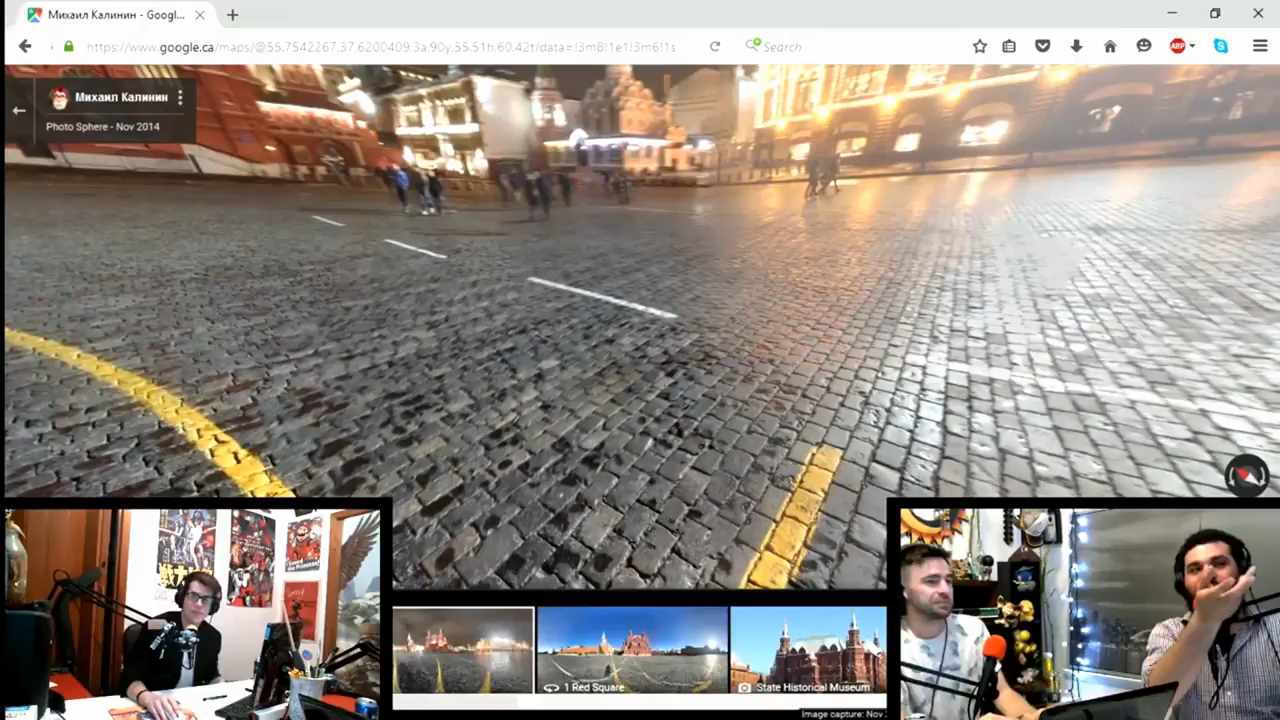 Михаил Калинин - Googl...
https://www.google.ca/maps/@55.7542267,37.6200409,3a,90y,55.51h,60.42t/data=!3m8!1e1!3m6!1s
Search
ABP
Михаил Калинин
Photo Sphere - Nov 2014
1 Red Square
State Historical Museum
Image capture: Nov